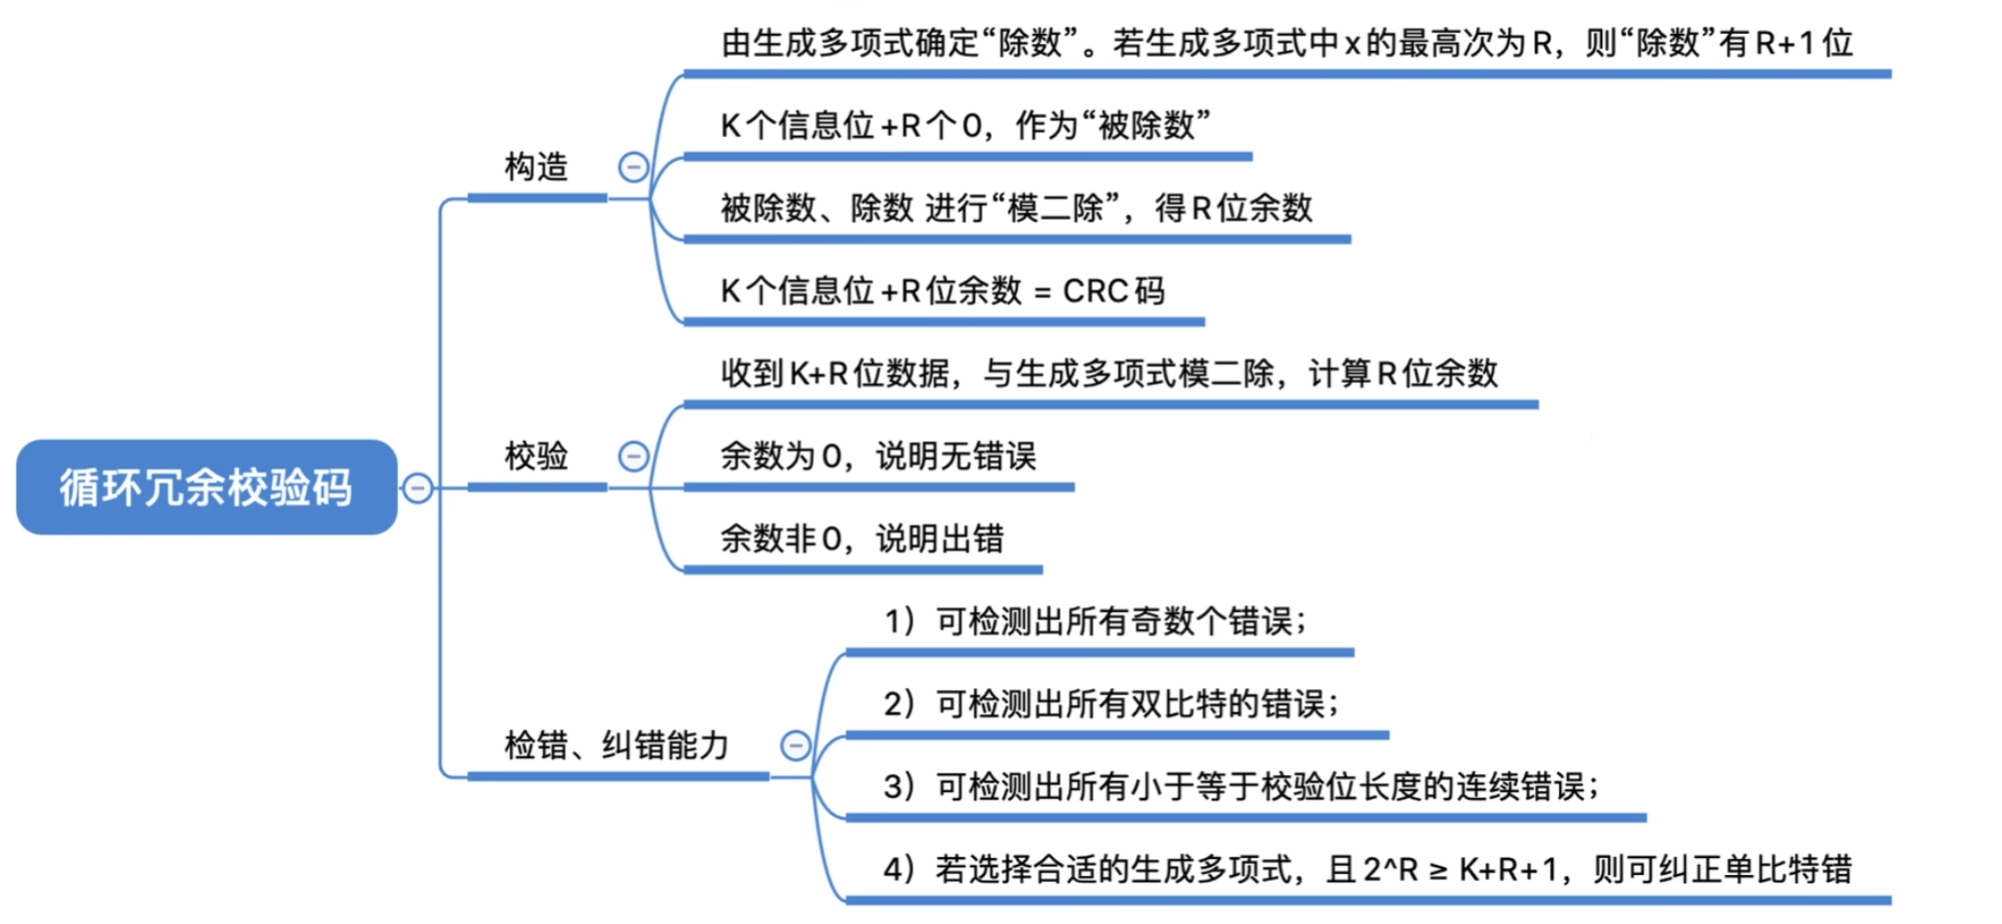 由生成多项式确定“除数”。若生成多项式中x的最高次为R，则“除数”有R+1位
K个信息位+R个0，作为“被除数”
构造
被除数、除数 进行“模二除”，得R位余数
K个信息位+R位余数 = CRC码
收到K+R位数据，与生成多项式模二除，计算R位余数
校验
余数为0，说明无错误
循环冗余校验码
余数非0，说明出错
1）可检测出所有奇数个错误；
2）可检测出所有双比特的错误；
检错、纠错能力
3）可检测出所有小于等于校验位长度的连续错误；
4）若选择合适的生成多项式，且2^R ≥ K+R+1，则可纠正单比特错